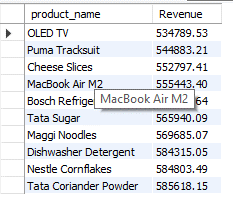 product_name Revenue
OLED TV 534789.53
Puma Tracksuit 544883.21
Cheese Slices 552797.41
MacBook Air M2 555443.40
Bosch Refrige MacBook Air M2 64
Tata Sugar 565940.09
Maggi Noodles 569685.07
Dishwasher Detergent 584315.05
Nestle Cornflakes 584803.49
Tata Coriander Powder 585618.15